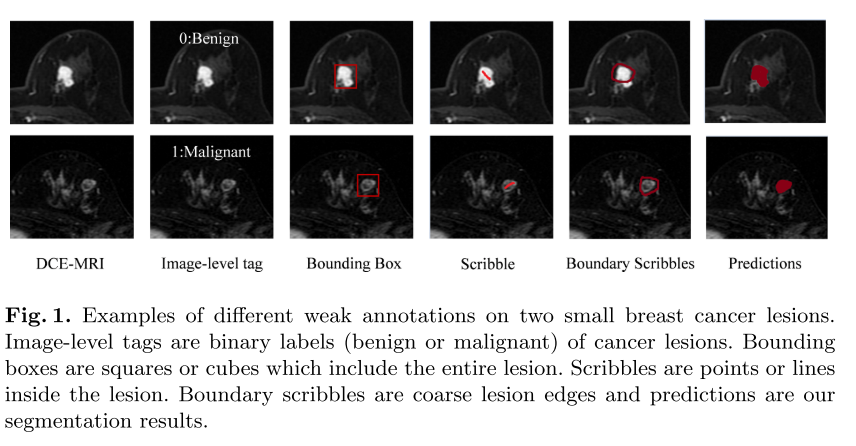 0:Benign
1:Malignant
DCE-MRI Image-level tag Bounding Box Scribble Boundary Scribbles Predictions
Fig. 1. Examples of different weak annotations on two small breast cancer lesions.
Image-level tags are binary labels (benign or malignant) of cancer lesions. Bounding
boxes are squares or cubes which include the entire lesion. Scribbles are points or lines
inside the lesion. Boundary scribbles are coarse lesion edges and predictions are our
segmentation results.